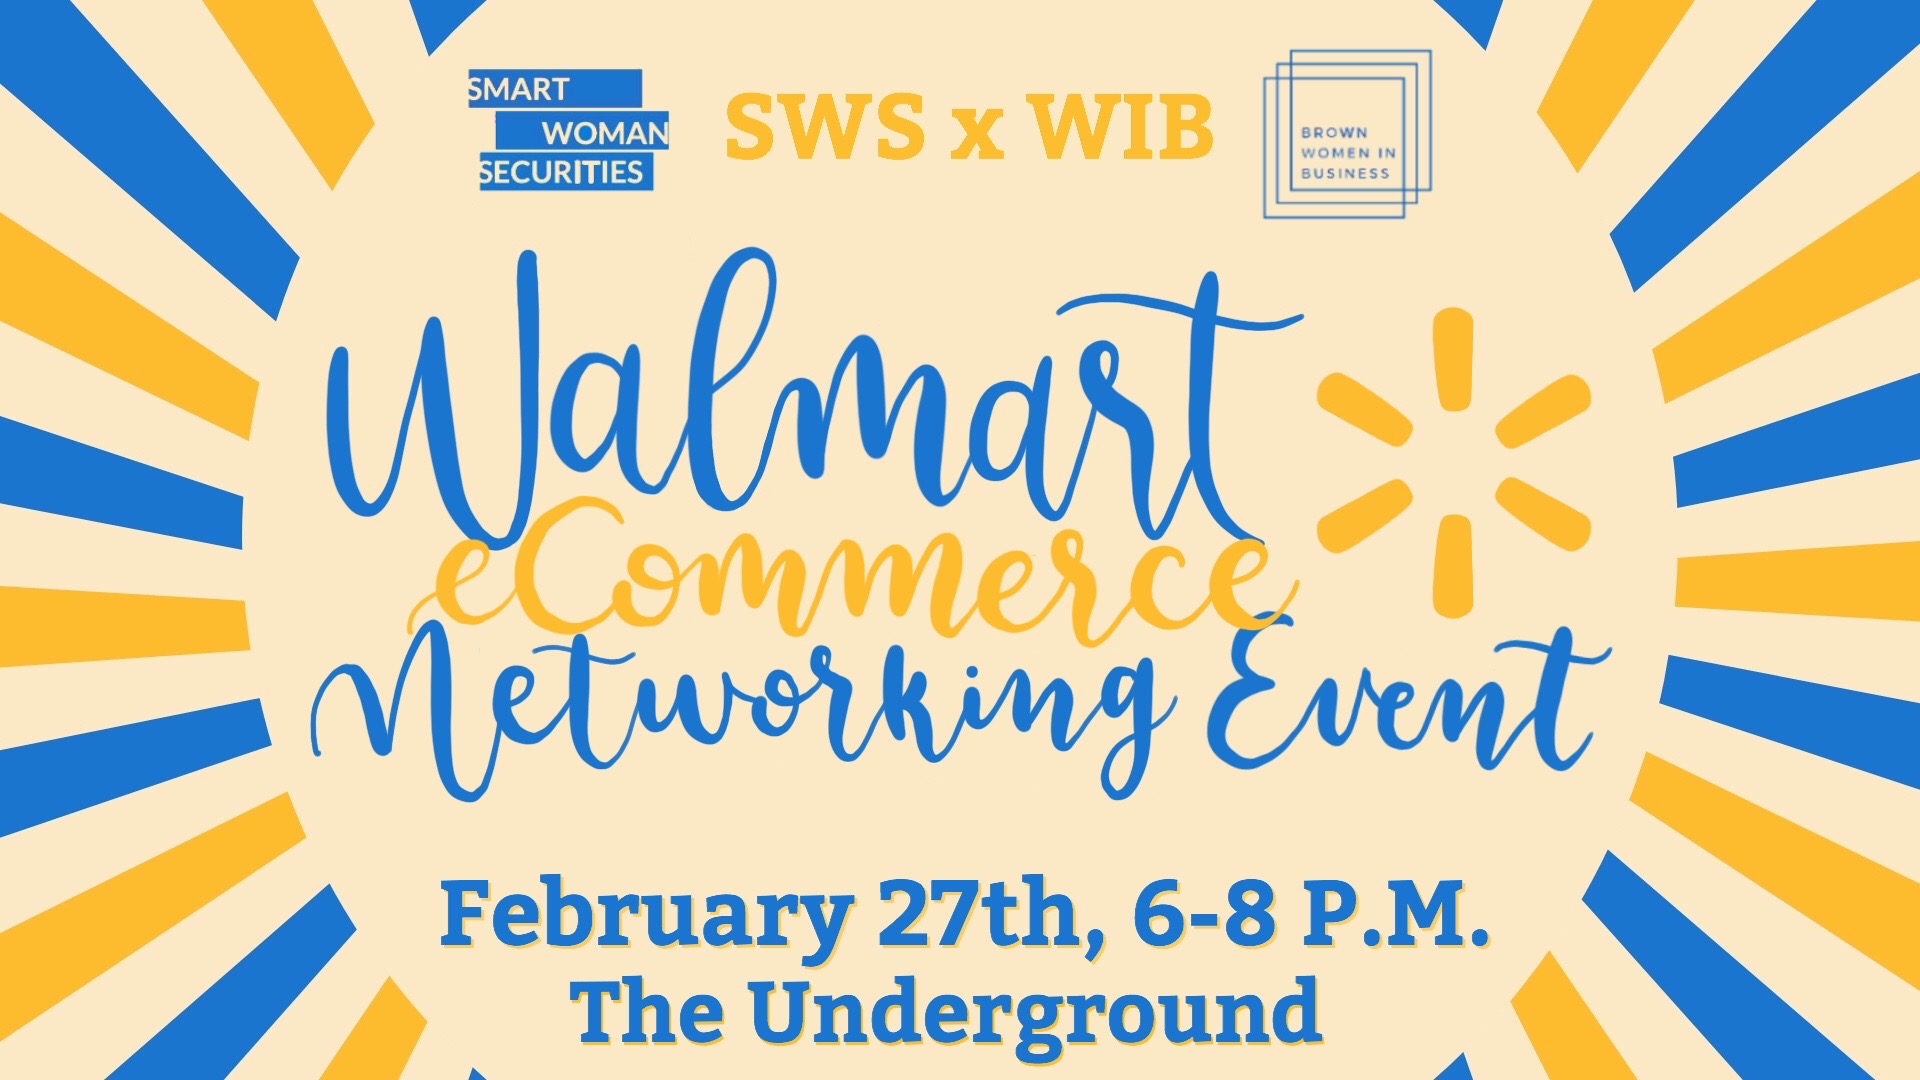 SMART
WOMAN
SECURITIES
SWS x WIB
BROWN
WOMEN IN
BUSINESS
Walmart
eCommerce
Networking Event
February 27th, 6-8 P.M.
The Underground